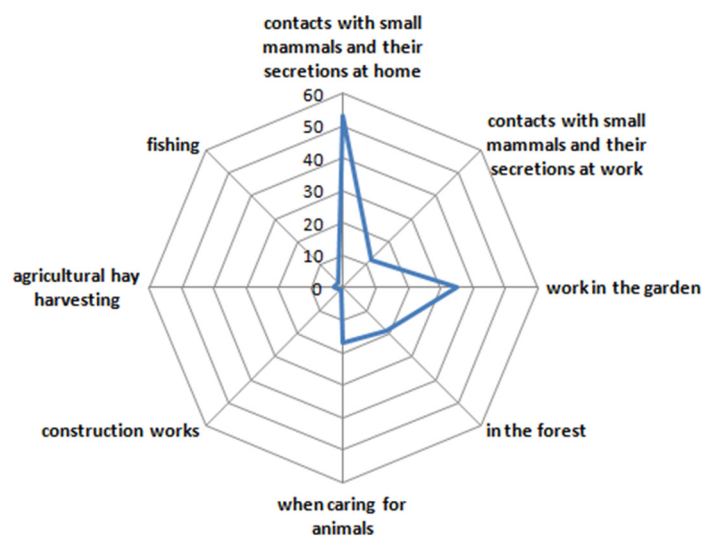 contacts with small
mammals and their
secretions at home
60
50
40
30
20
10
0
contacts with small
mammals and their
secretions at work
work in the garden
in the forest
when caring for
animals
construction works
agricultural hay
harvesting
fishing